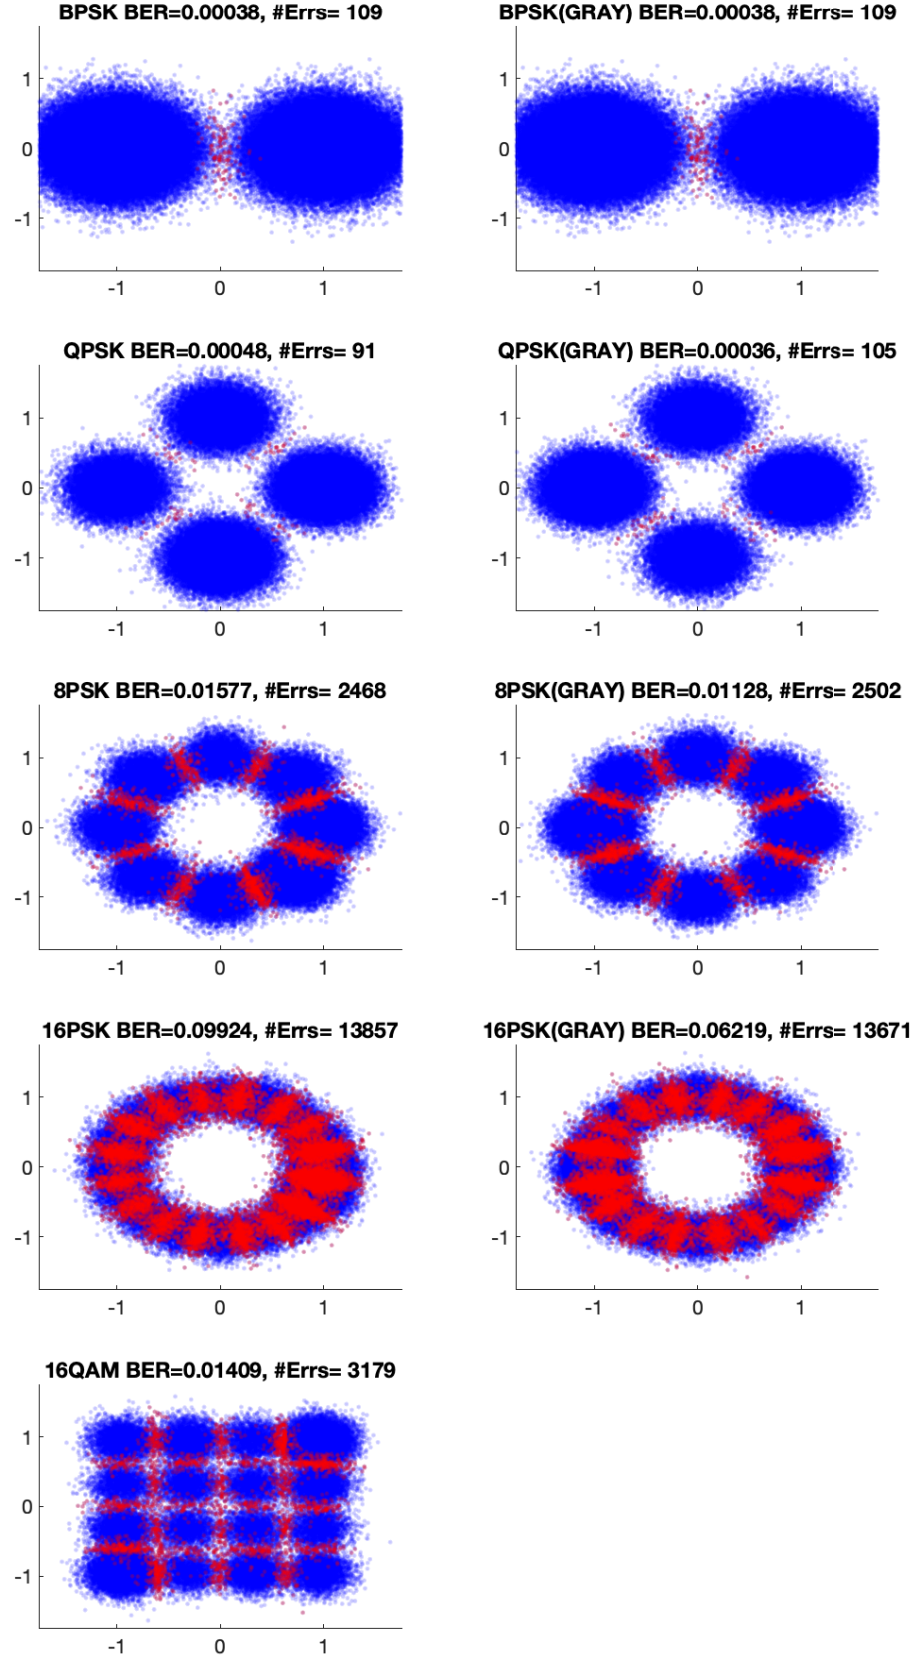 BPSK BER=0.00038, #Errs= 109
1
0
-1
-1 0 1
BPSK(GRAY) BER=0.00038, #Errs= 109
1
0
-1
-1 0 1
QPSK BER=0.00048, #Errs= 91
1
0
-1
-1 0 1
QPSK(GRAY) BER=0.00036, #Errs= 105
1
0
-1
-1 0 1
8PSK BER=0.01577, #Errs= 2468
1
0
-1
-1 0 1
8PSK(GRAY) BER=0.01128, #Errs= 2502
1
0
-1
-1 0 1
16PSK BER=0.09924, #Errs= 13857
1
0
-1
-1 0 1
16PSK(GRAY) BER=0.06219, #Errs= 13671
1
0
-1
-1 0 1
16QAM BER=0.01409, #Errs= 3179
1
0
-1
-1 0 1